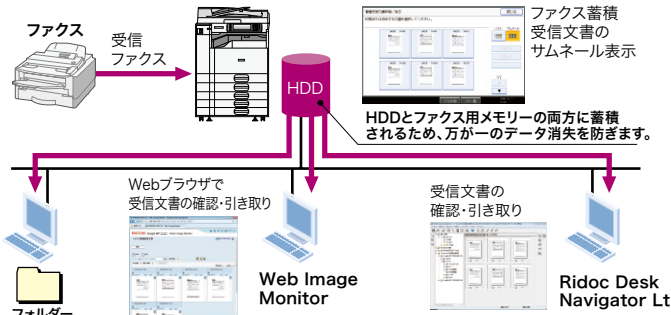 ファクス
受信
ファクス
HDD
ファクス蓄積
受信文書の
サムネール表示
HDDとファクス用メモリーの両方に蓄積
されるため、万が一のデータ消失を防ぎます。
Webブラウザで
受信文書の確認・引き取り
受信文書の
確認・引き取り
Web Image
Monitor
Ridoc Desk
Navigator Lt
フォルダー